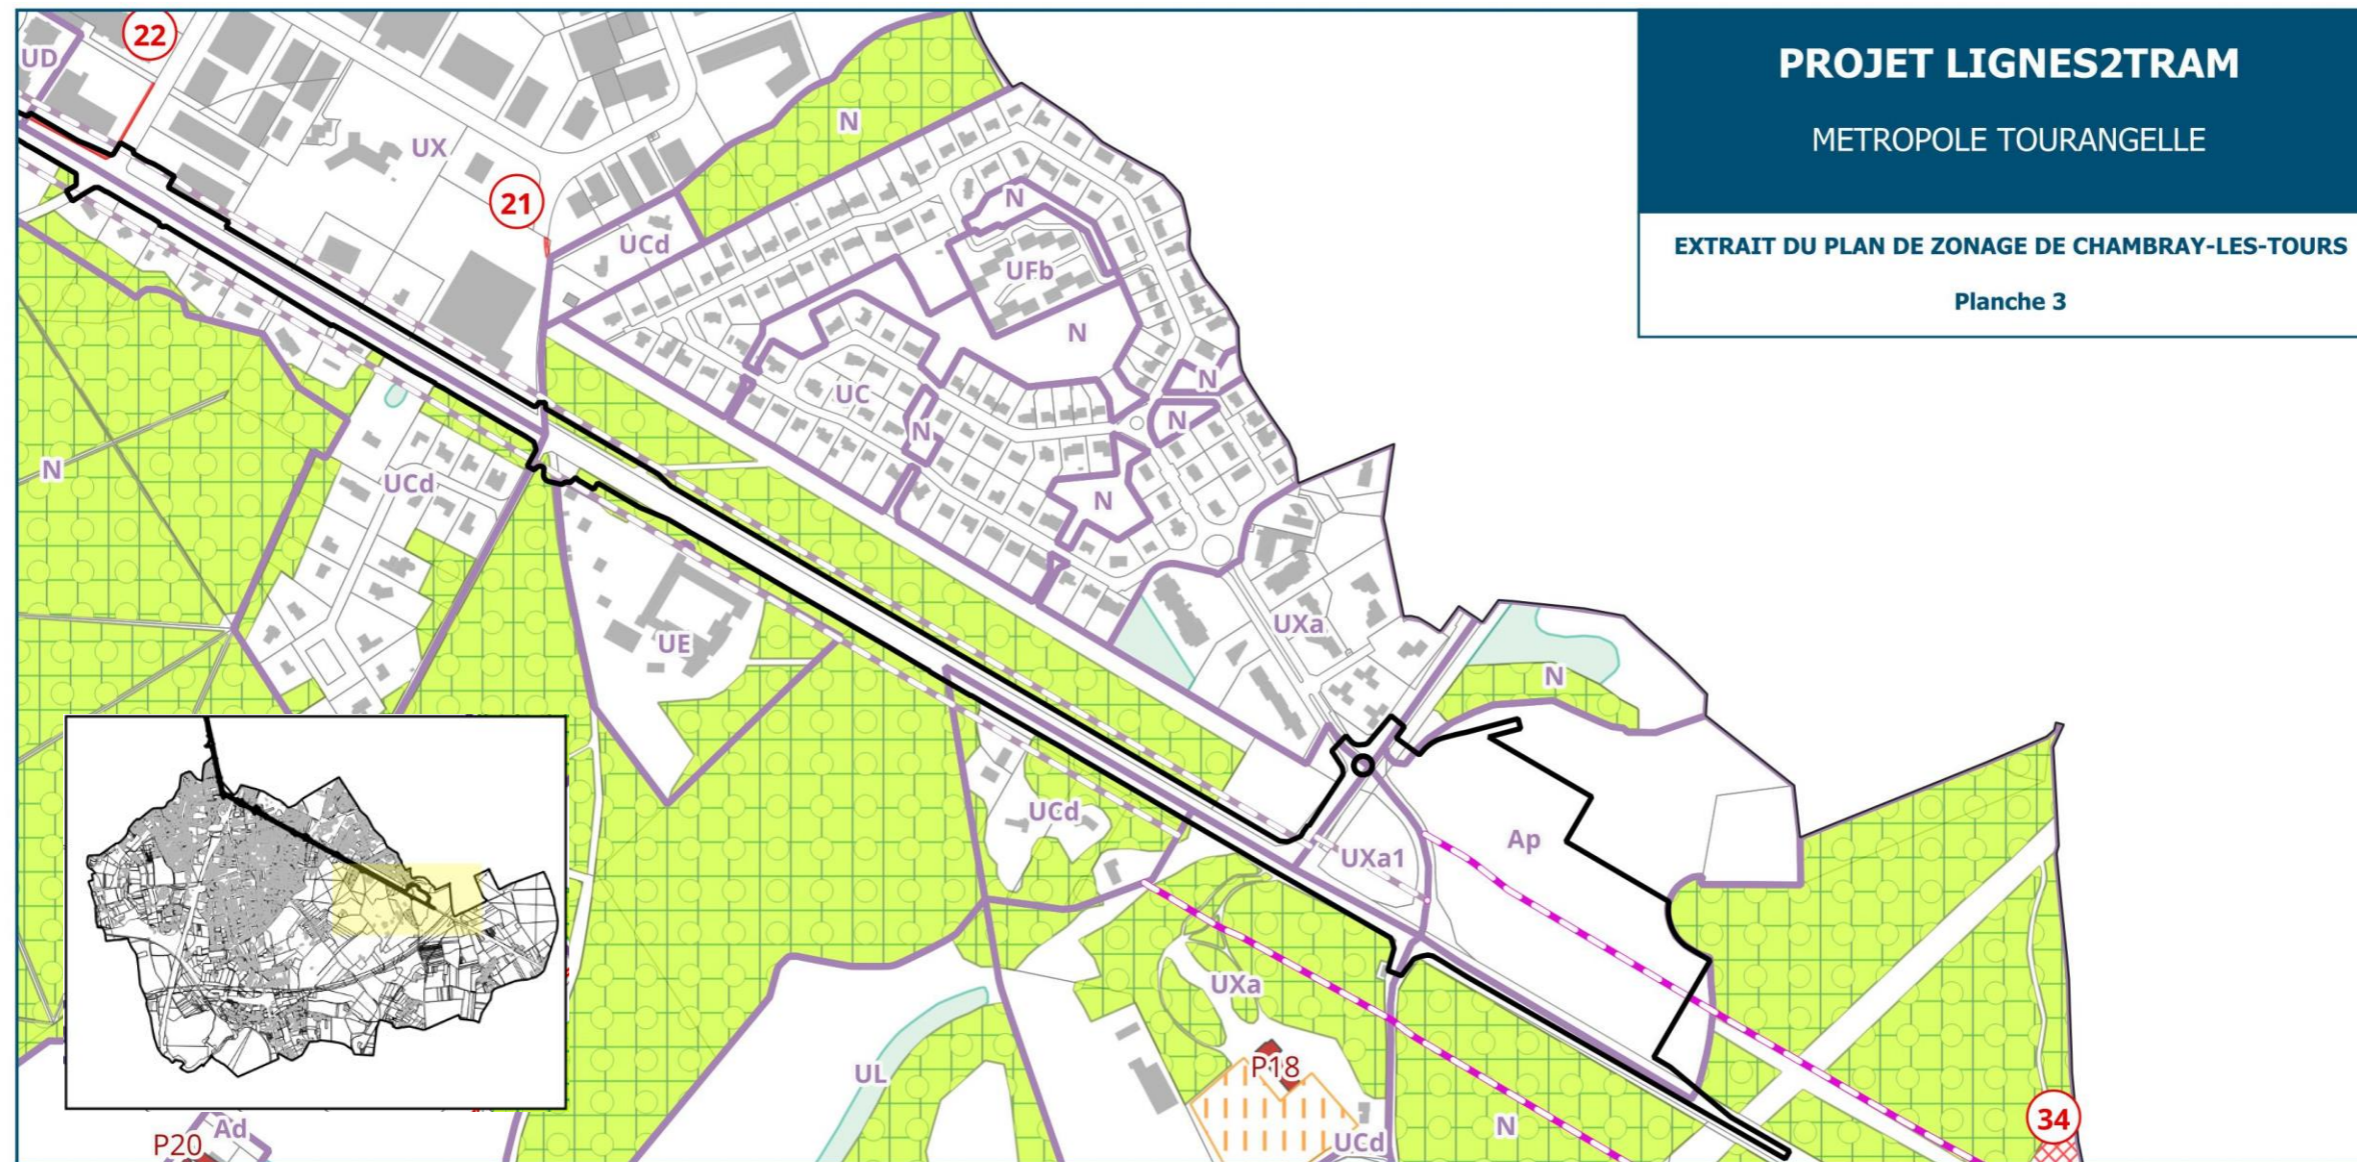 PROJET LIGNES2TRAM
METROPOLE TOURANGELLE
EXTRAIT DU PLAN DE ZONAGE DE CHAMBRAY-LES-TOURS
Planche 3
22
UD
UX
N
21
UCd
N
UFb
N
N
UC
N
N
N
UCd
N
UE
UXa
N
UCd
UXa1
Ap
UXa
UL
P18
N
UCd
34
Ad
P20